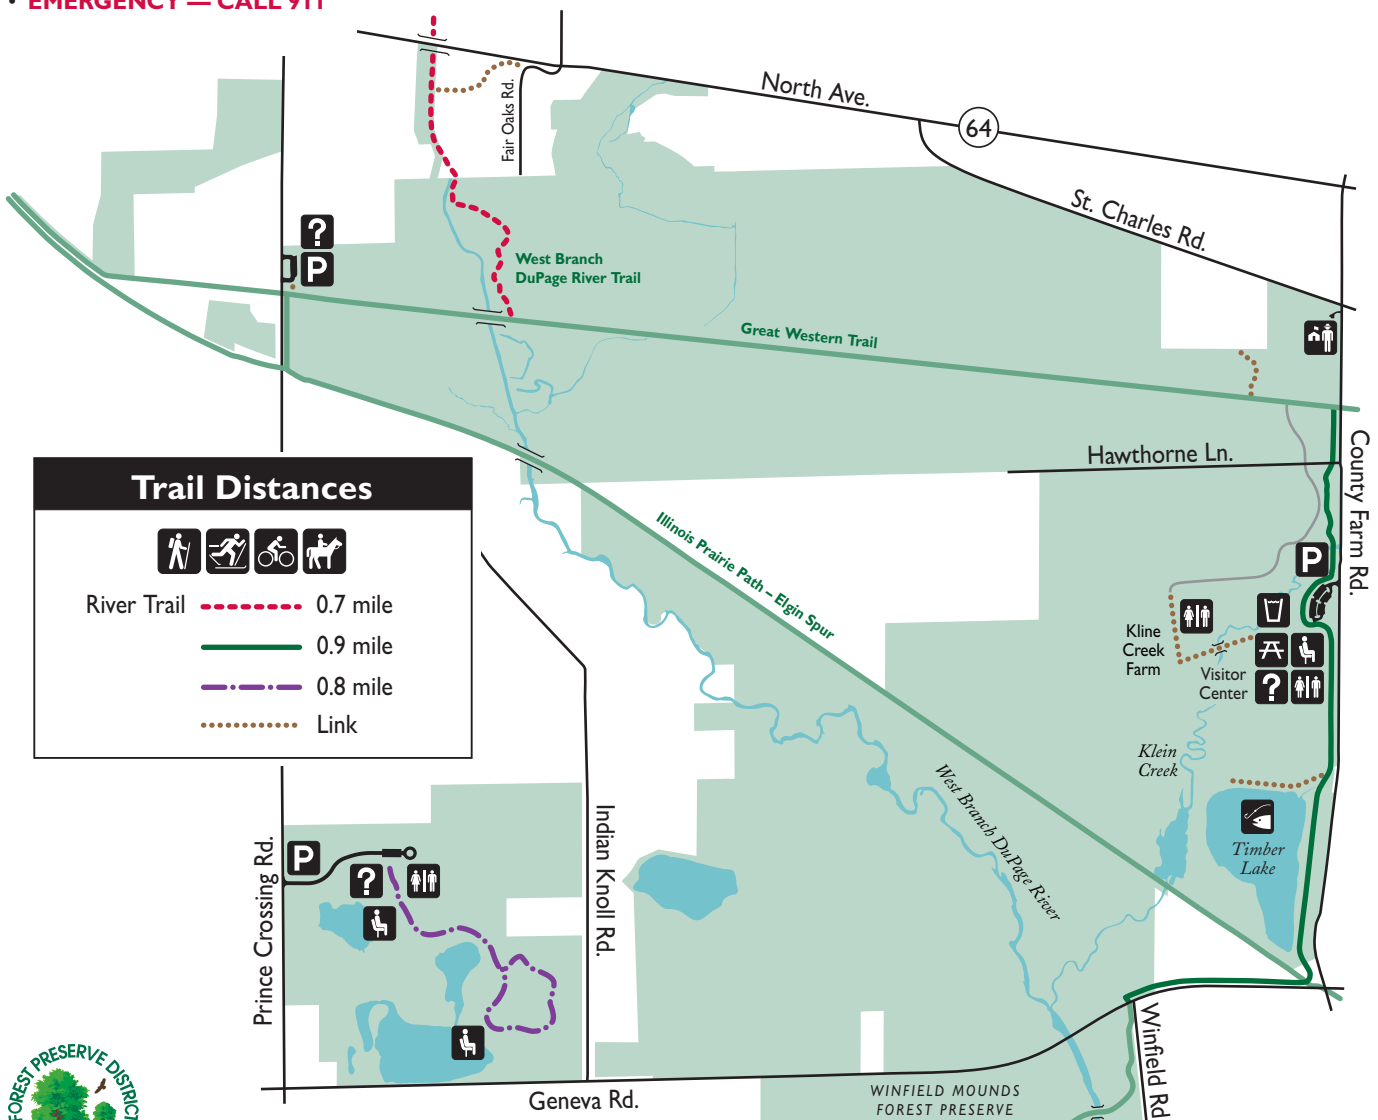 • EMERGENCY — CALL 911
North Ave.
64
Fair Oaks Rd.
St. Charles Rd.
?
P
West Branch
DuPage River Trail
Great Western Trail
Hawthorne Ln.
County Farm Rd.
Trail Distances
River Trail 0.7 mile
0.9 mile
0.8 mile
Link
Illinois Prairie Path – Elgin Spur
P
Kline
Creek
Farm
Visitor
Center
?
Klein
Creek
West Branch DuPage River
Timber
Lake
Prince Crossing Rd.
P
?
Indian Knoll Rd.
Winfield Rd
Geneva Rd.
WINFIELD MOUNDS
FOREST PRESERVE
FOREST PRESERVE DISTRICT